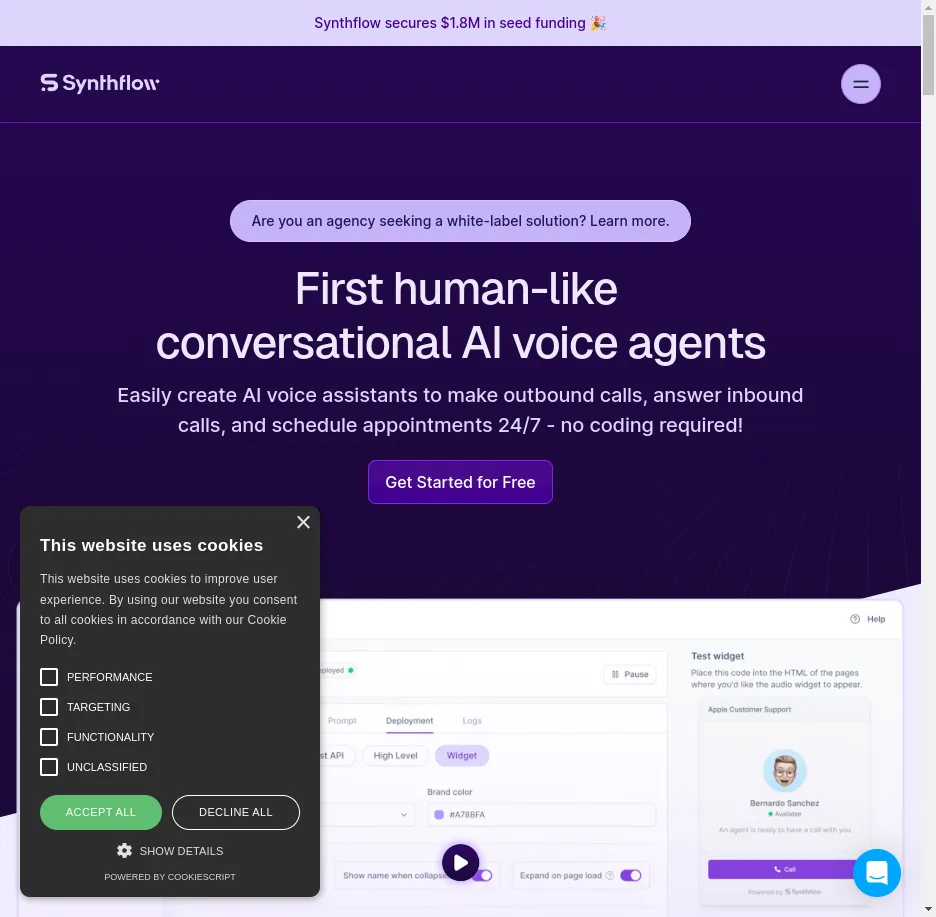 Synthflow secures $1.8M in seed funding 🎉
Synthflow
Are you an agency seeking a white-label solution? Learn more.
First human-like
conversational AI voice agents
Easily create AI voice assistants to make outbound calls, answer inbound
calls, and schedule appointments 24/7 - no coding required!
Get Started for Free
×
This website uses cookies
This website uses cookies to improve user
experience. By using our website you consent
to all cookies in accordance with our Cookie
Policy.
PERFORMANCE
TARGETING
FUNCTIONALITY
UNCLASSIFIED
ACCEPT ALL
DECLINE ALL
SHOW DETAILS
POWERED BY COOKIESCRIPT
Help
Pause
Prompt
Deployment
Logs
API
High Level
Widget
Brand color
#A78BFA
Show name when collapse
Expand on page load
Test widget
Place this code into the HTML of the pages
where you'd like the audio widget to appear.
Apple Customer Support
Bernardo Sanchez
Available
An agent is ready to have a call with you
Call
Powered by Synthflow